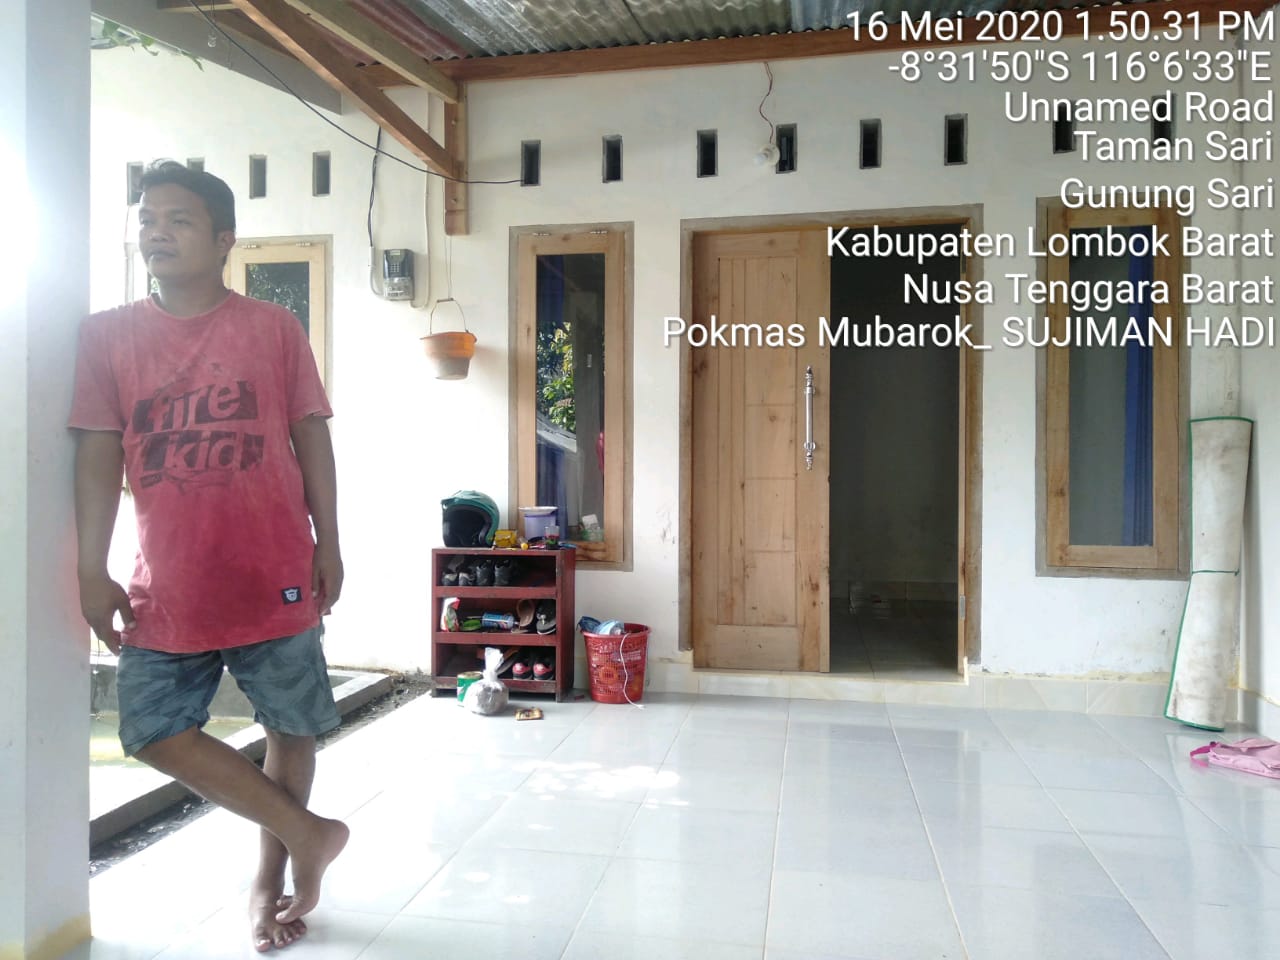 16 Mei 2020 1.50.31 PM
-8°31'50"S 116°6'33"E
Unnamed Road
Taman Sari
Gunung Sari
Kabupaten Lombok Barat
Nusa Tenggara Barat
Pokmas Mubarok_ SUJIMAN HADI
fire
kid